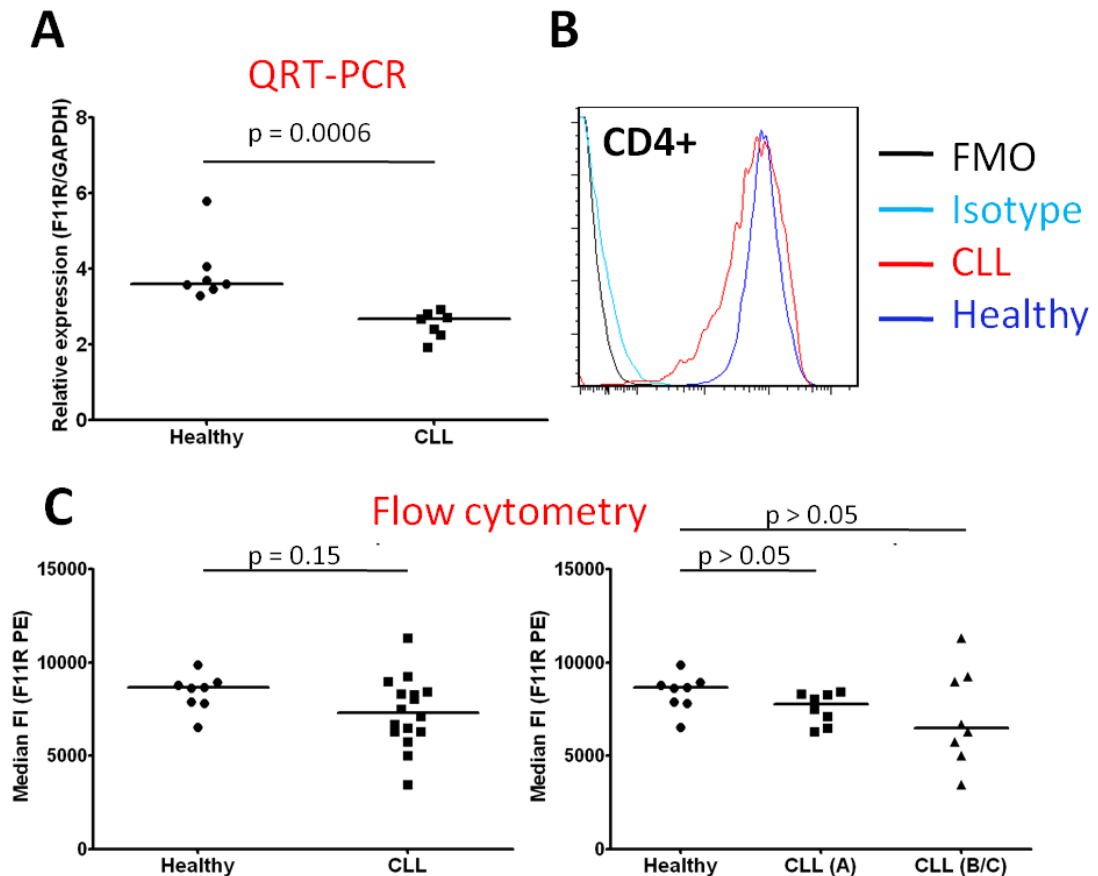 A
QRT-PCR
p = 0.0006
Relative expression (F11R/GAPDH)
8
6
4
2
0
Healthy CLL
B
CD4+
FMO
Isotype
CLL
Healthy
C
Flow cytometry
p = 0.15
Median FI (F11R PE)
15000
10000
5000
0
Healthy CLL
p > 0.05
p > 0.05
Median FI (F11R PE)
15000
10000
5000
0
Healthy CLL (A) CLL (B/C)